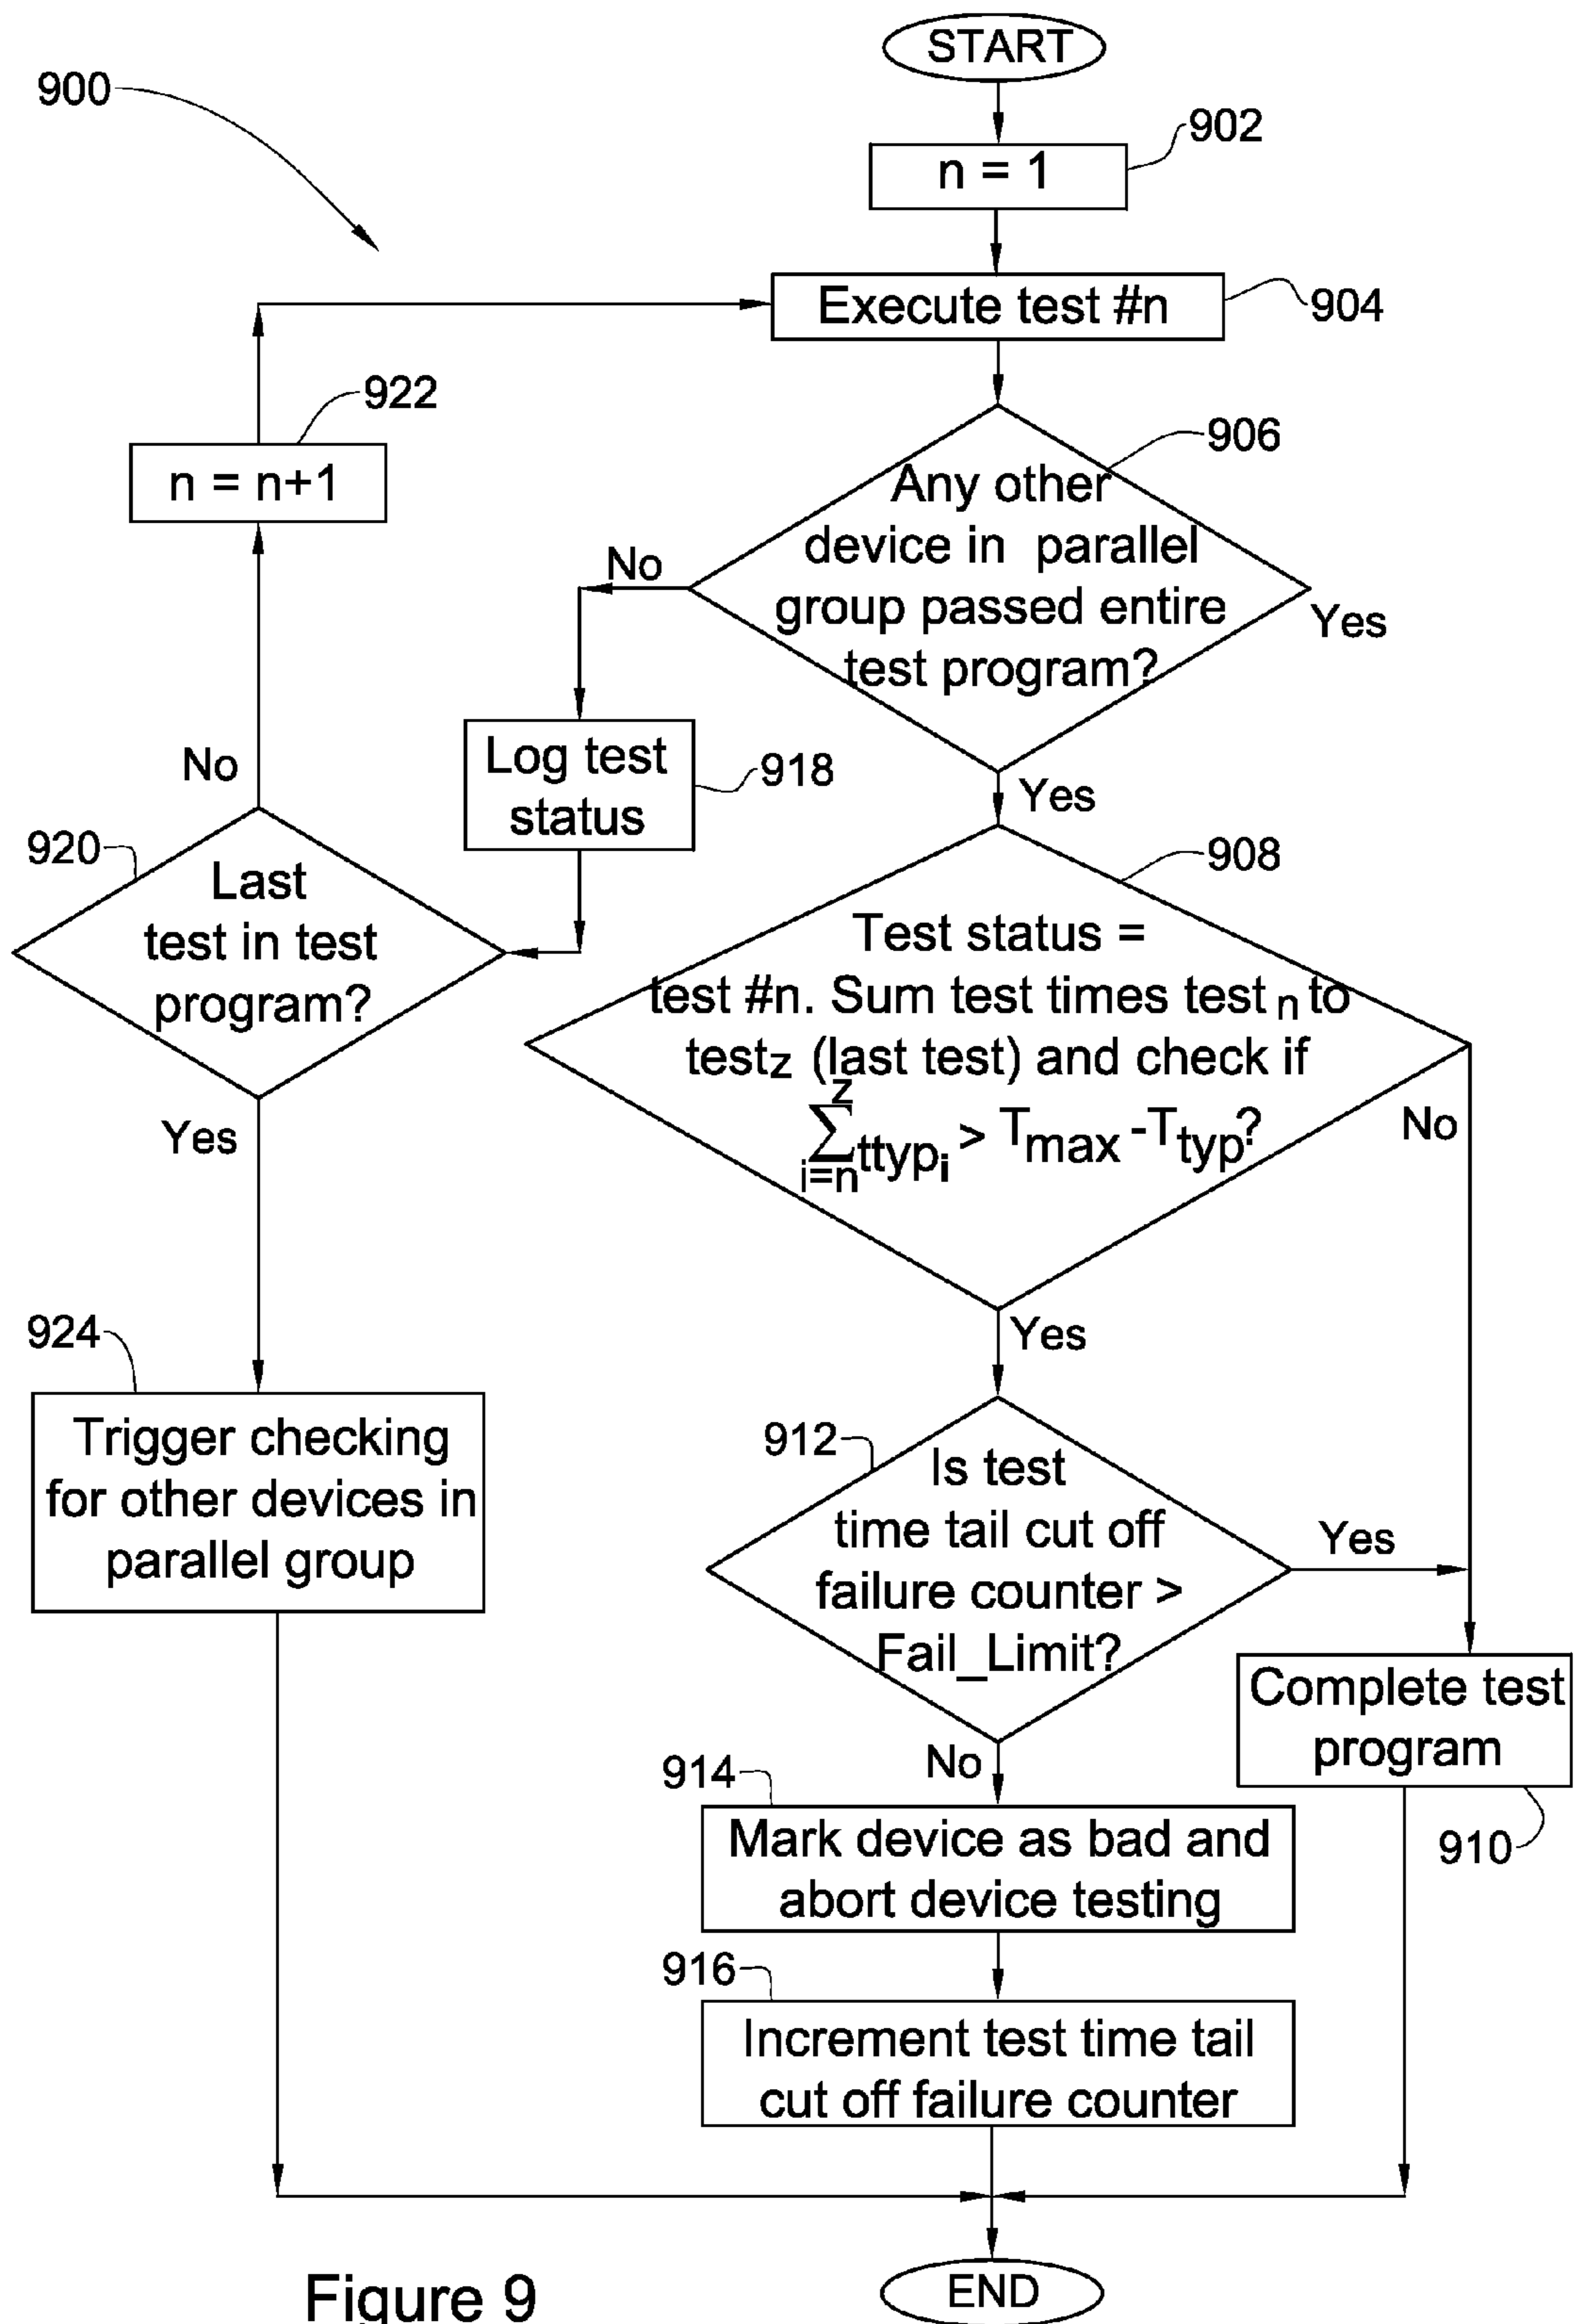 START
900
902
n = 1
Execute test #n
904
922
n = n+1
906
Any other
device in parallel
group passed entire
test program?
No
Yes
Log test
status
918
No
Yes
920
Last
test in test
program?
908
Test status =
test #n. Sum test times test n to
testz (last test) and check if
z
∑ ttypi > Tmax -Ttyp?
i=n
Yes
No
Yes
924
Trigger checking
for other devices in
parallel group
912
Is test
time tail cut off
failure counter >
Fail_Limit?
Yes
Complete test
program
910
No
914
Mark device as bad and
abort device testing
916
Increment test time tail
cut off failure counter
END
Figure 9